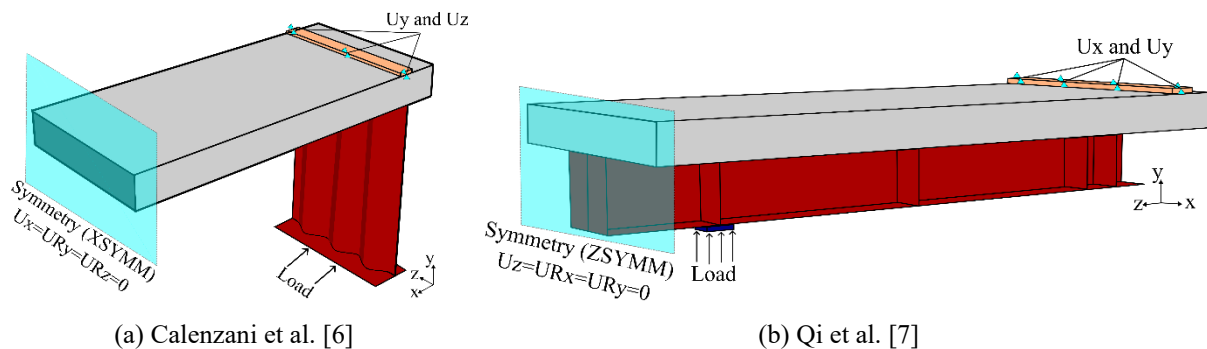 Uy and Uz
Symmetry (XSYMM)
Ux=URy=URz=0
Load
y
z
x
(a) Calenzani et al. [6]
Ux and Uy
Symmetry (ZSYMM)
Uz=URx=URy=0
Load
y
z
x
(b) Qi et al. [7]